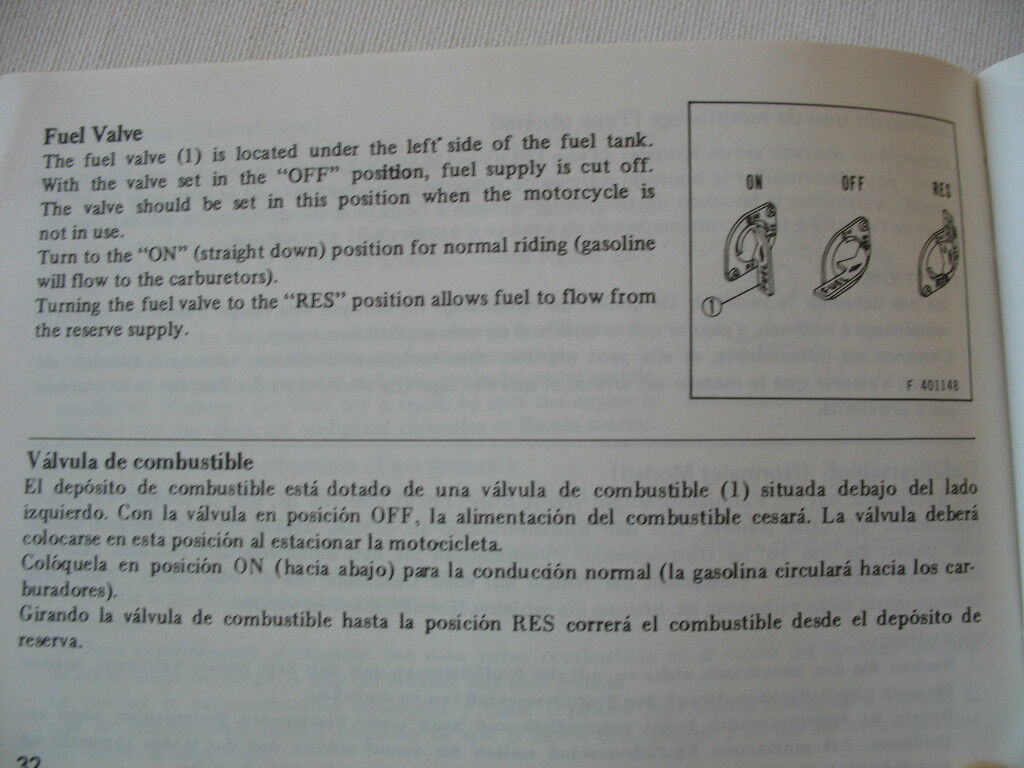 Fuel Valve
The fuel valve (1) is located under the left side of the fuel tank.
With the valve set in the “OFF” position, fuel supply is cut off.
The valve should be set in this position when the motorcycle is
not in use.
Turn to the “ON” (straight down) position for normal riding (gasoline
will flow to the carburetors).
Turning the fuel valve to the “RES” position allows fuel to flow from
the reserve supply.
ON OFF RES
1
F 401148
Válvula de combustible
El depósito de combustible está dotado de una válvula de combustible (1) situada debajo del lado
izquierdo. Con la válvula en posición OFF, la alimentación del combustible cesará. La válvula deberá
colocarse en esta posición al estacionar la motocicleta.
Colóquela en posición ON (hacia abajo) para la conducción normal (la gasolina circulará hacia los car-
buradores).
Girando la válvula de combustible hasta la posición RES correrá el combustible desde el depósito de
reserva.
32